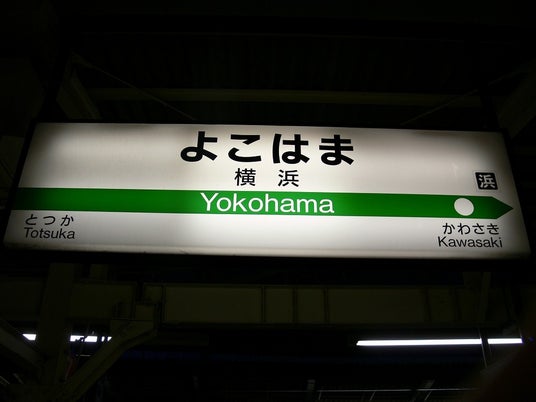 よこはま
横浜
浜
Yokohama
とつか
Totsuka
かわさき
Kawasaki